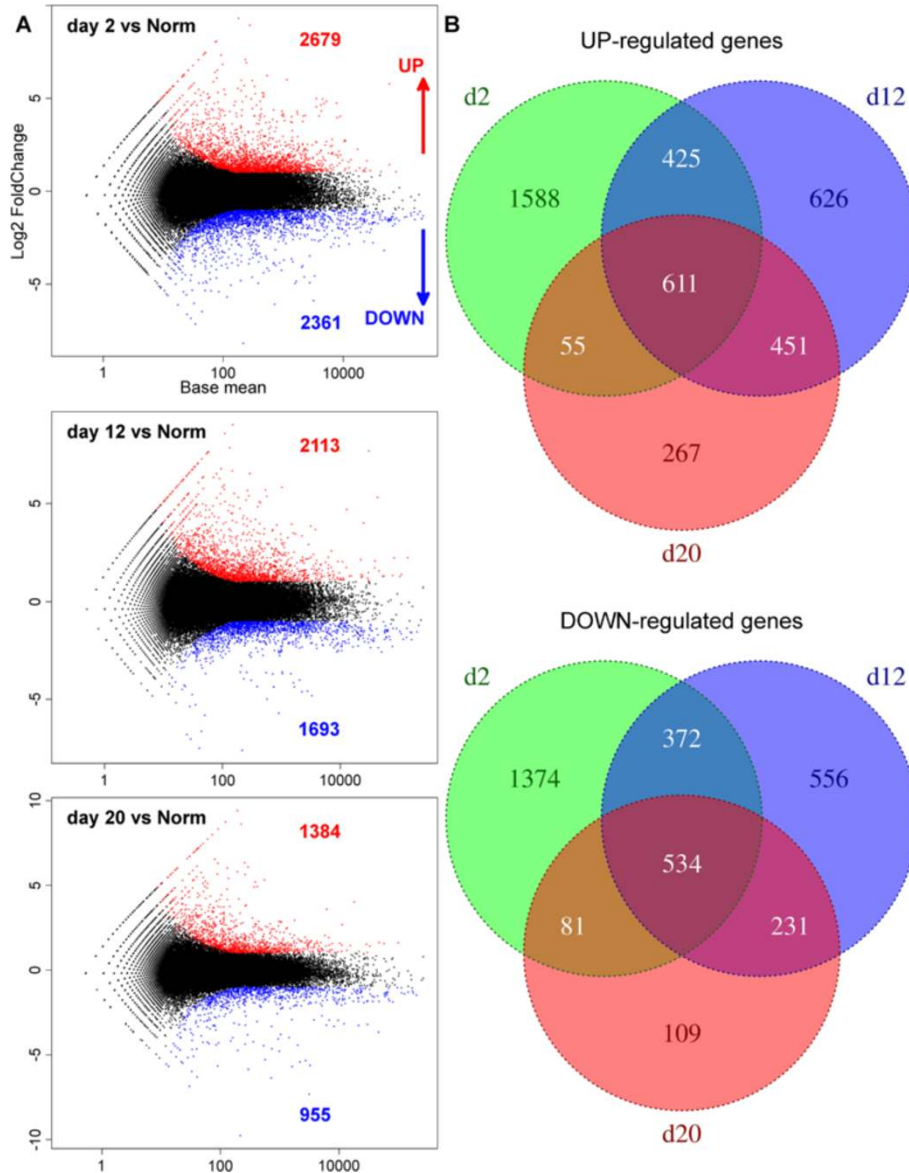 A
day 2 vs Norm
2679
UP
5
0
-5
Log2 FoldChange
2361
DOWN
1
100
10000
Base mean
day 12 vs Norm
2113
5
0
-5
1693
1
100
10000
day 20 vs Norm
1384
10
5
0
-5
-10
955
1
100
10000
B
UP-regulated genes
d2
d12
425
1588
626
611
55
451
267
d20
DOWN-regulated genes
d2
d12
372
1374
556
534
81
231
109
d20